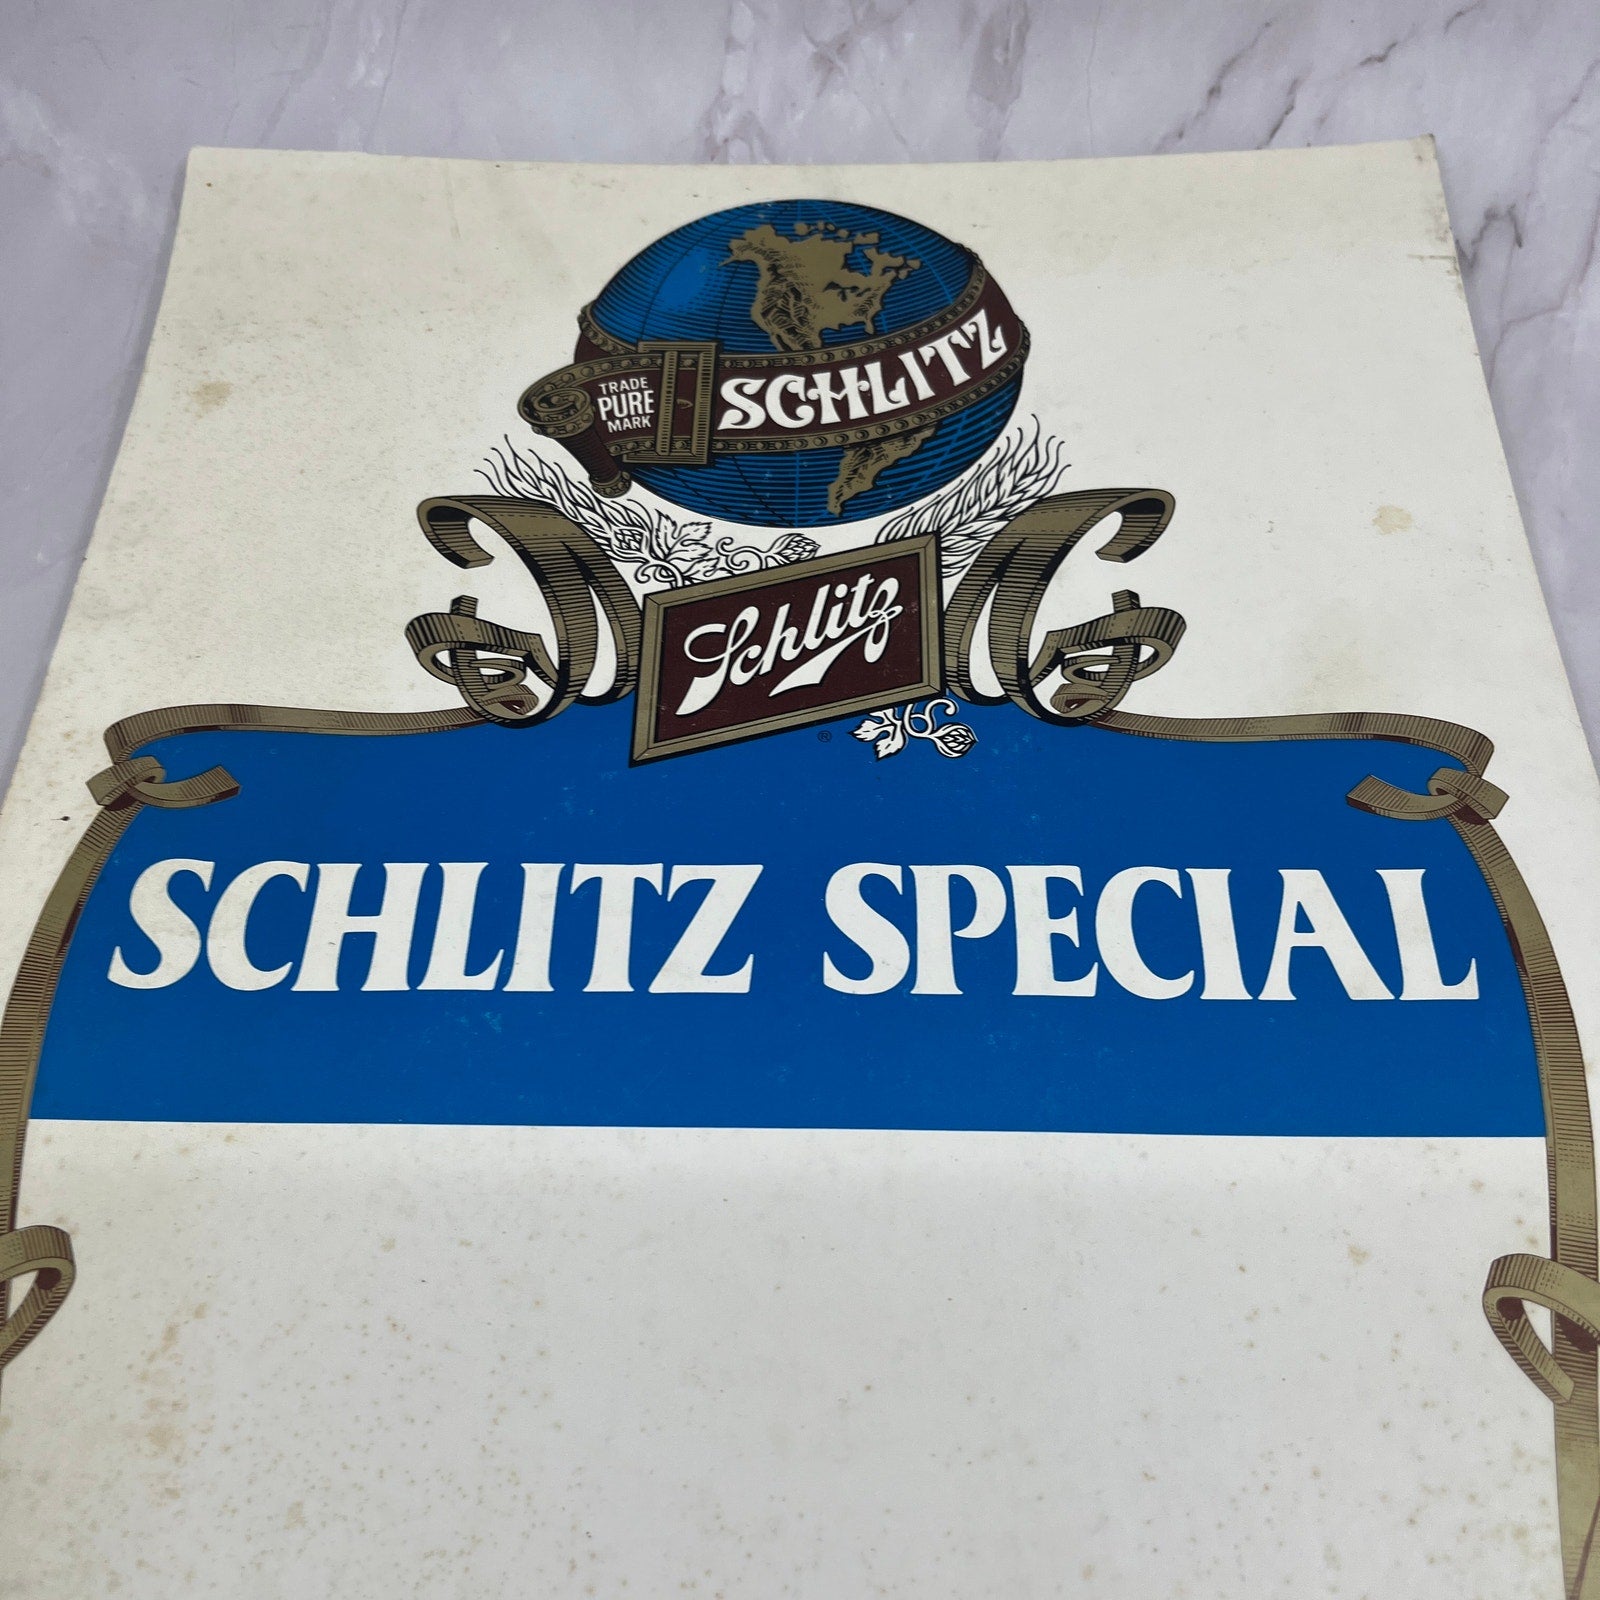 TRADE
PURE
MARK
SCHLITZ
Schlitz
®
SCHLITZ SPECIAL